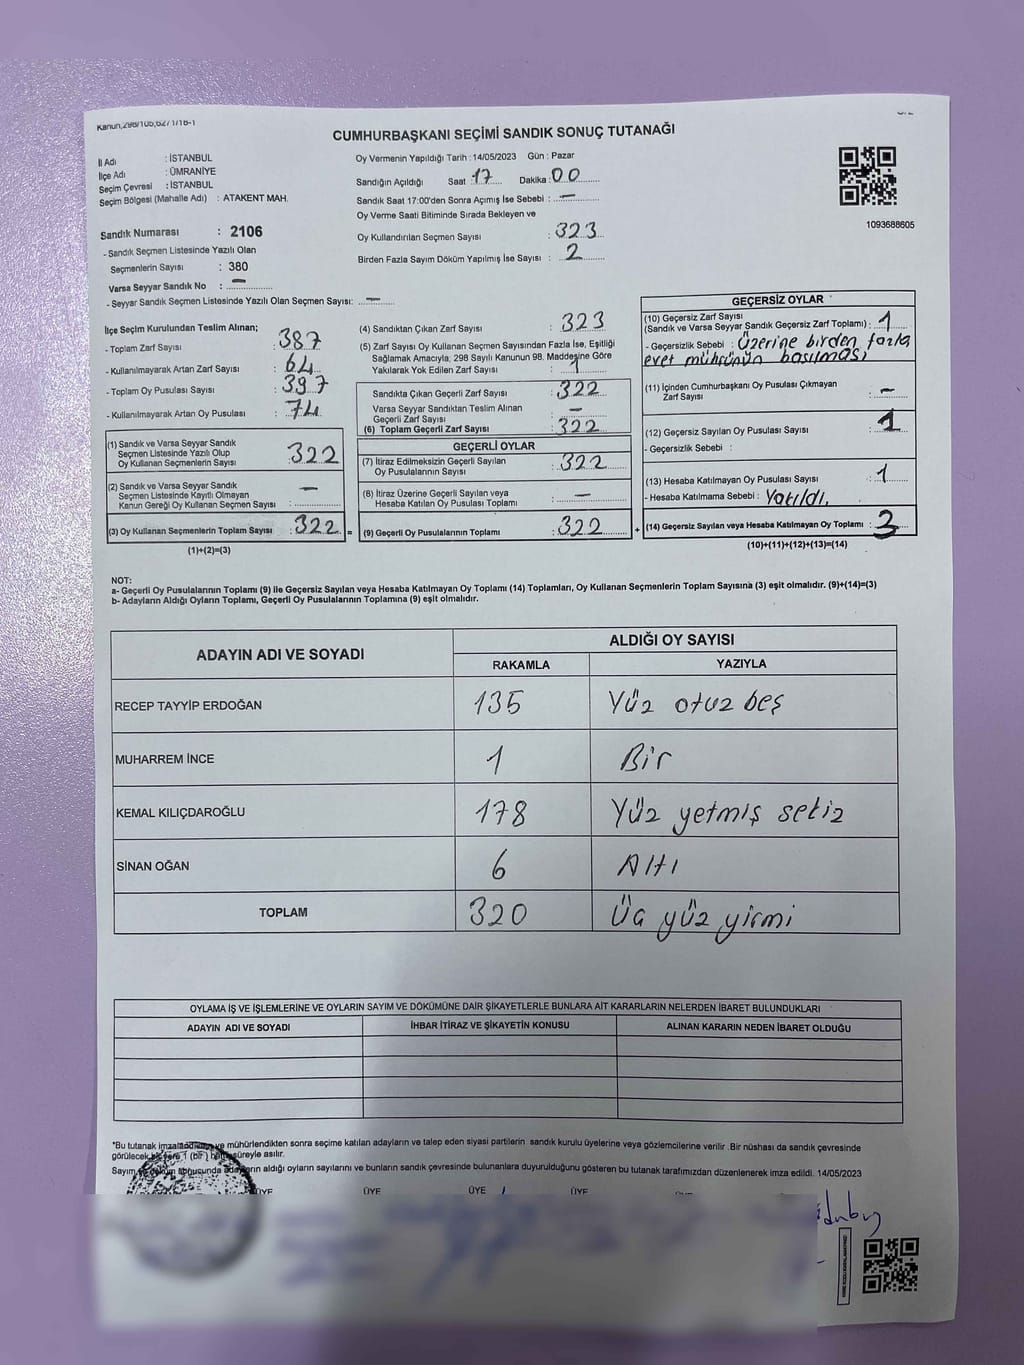 CUMHURBAŞKANI SEÇİMİ SANDIK SONUÇ TUTANAĞI
İl Adı : İSTANBUL
İlçe Adı : ÜMRANİYE
Seçim Çevresi : İSTANBUL
Seçim Bölgesi (Mahalle Adı) : ATAKENT MAH.
Sandık Numarası : 2106
- Sandık Seçmen Listesinde Yazılı Olan
Seçmenlerin Sayısı : 380
Varsa Seyyar Sandık No : —
- Seyyar Sandık Seçmen Listesinde Yazılı Olan Seçmen Sayısı: —
Oy Vermenin Yapıldığı Tarih : 14/05/2023 Gün : Pazar
Sandığın Açıldığı Saat 17 Dakika 00
Sandık Saat 17:00'den Sonra Açımış İse Sebebi : —
Oy Verme Saati Bitiminde Sırada Bekleyen ve
Oy Kullandırılan Seçmen Sayısı : 323
Birden Fazla Sayım Döküm Yapılmış İse Sayısı : 2
1093688605
İlçe Seçim Kurulundan Teslim Alınan;
- Toplam Zarf Sayısı : 387
- Kullanılmayarak Artan Zarf Sayısı : 64
- Toplam Oy Pusulası Sayısı : 397
- Kullanılmayarak Artan Oy Pusulası : 74
(1) Sandık ve Varsa Seyyar Sandık
Seçmen Listesinde Yazılı Olup
Oy Kullanan Seçmenlerin Sayısı : 322
(2) Sandık ve Varsa Seyyar Sandık
Seçmen Listesinde Kayıtlı Olmayan
Kanun Gereği Oy Kullanan Seçmen Sayısı : —
(3) Oy Kullanan Seçmenlerin Toplam Sayısı : 322 =
(1)+(2)=(3)
(4) Sandıktan Çıkan Zarf Sayısı : 323
(5) Zarf Sayısı Oy Kullanan Seçmen Sayısından Fazla İse, Eşitliği
Sağlamak Amacıyla; 298 Sayılı Kanunun 98. Maddesine Göre
Yakılarak Yok Edilen Zarf Sayısı : 1
Sandıkta Çıkan Geçerli Zarf Sayısı : 322
Varsa Seyyar Sandıktan Teslim Alınan
Geçerli Zarf Sayısı : —
(6) Toplam Geçerli Zarf Sayısı : 322
GEÇERLİ OYLAR
(7) İtiraz Edilmeksizin Geçerli Sayılan
Oy Pusulalarının Sayısı : 322
(8) İtiraz Üzerine Geçerli Sayılan veya
Hesaba Katılan Oy Pusulası Toplamı : —
(9) Geçerli Oy Pusulalarının Toplamı : 322 +
GEÇERSİZ OYLAR
(10) Geçersiz Zarf Sayısı
(Sandık ve Varsa Seyyar Sandık Geçersiz Zarf Toplamı) : 1
- Geçersizlik Sebebi : Üzerine birden fazla
evet mührünün basılması
(11) İçinden Cumhurbaşkanı Oy Pusulası Çıkmayan
Zarf Sayısı : —
(12) Geçersiz Sayılan Oy Pusulası Sayısı : 1
- Geçersizlik Sebebi :
(13) Hesaba Katılmayan Oy Pusulası Sayısı : 1
- Hesaba Katılmama Sebebi : Yakıldı.
(14) Geçersiz Sayılan veya Hesaba Katılmayan Oy Toplamı : 3
(10)+(11)+(12)+(13)=(14)
NOT:
a- Geçerli Oy Pusulalarının Toplamı (9) ile Geçersiz Sayılan veya Hesaba Katılmayan Oy Toplamı (14) Toplamları, Oy Kullanan Seçmenlerin Toplam Sayısına (3) eşit olmalıdır. (9)+(14)=(3)
b- Adayların Aldığı Oyların Toplamı, Geçerli Oy Pusulalarının Toplamına (9) eşit olmalıdır.
ADAYIN ADI VE SOYADI
ALDIĞI OY SAYISI
RAKAMLA YAZIYLA
RECEP TAYYİP ERDOĞAN 135 Yüz otuz beş
MUHARREM İNCE 1 Bir
KEMAL KILIÇDAROĞLU 178 Yüz yetmiş sekiz
SİNAN OĞAN 6 Altı
TOPLAM 320 Üç yüz yirmi
OYLAMA İŞ VE İŞLEMLERİNE VE OYLARIN SAYIM VE DÖKÜMÜNE DAİR ŞİKAYETLERLE BUNLARA AİT KARARLARIN NELERDEN İBARET BULUNDUKLARI
ADAYIN ADI VE SOYADI İHBAR İTİRAZ VE ŞİKAYETİN KONUSU ALINAN KARARIN NEDEN İBARET OLDUĞU
*Bu tutanak mühürlendikten sonra seçime katılan adayların ve talep eden siyasi partilerin sandık kurulu üyelerine veya gözlemcilerine verilir .Bir nüshası da sandık çevresinde
görülecek 1 (bir) süreyle asılır.
Sayım aldığı oyların sayılarını ve bunların sandık çevresinde bulunanlara duyurulduğunu gösteren bu tutanak tarafımızdan düzenlenerek imza edildi. 14/05/2023
ÜYE ÜYE ÜYE ÜYE